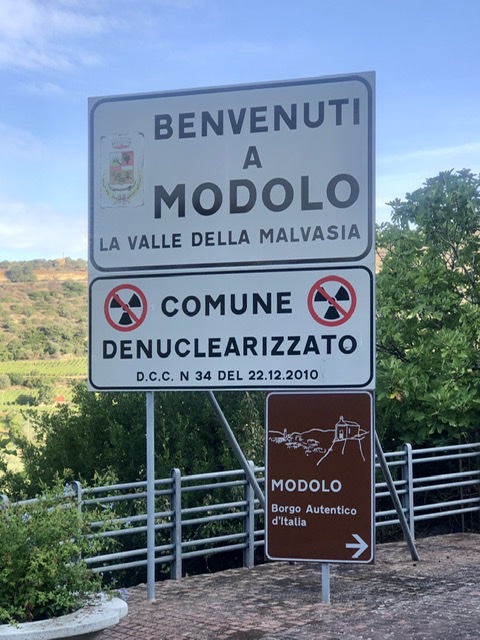 BENVENUTI
A
MODOLO
LA VALLE DELLA MALVASIA
COMUNE
DENUCLEARIZZATO
D.C.C. N 34 DEL 22.12.2010
MODOLO
Borgo Autentico
d'Italia